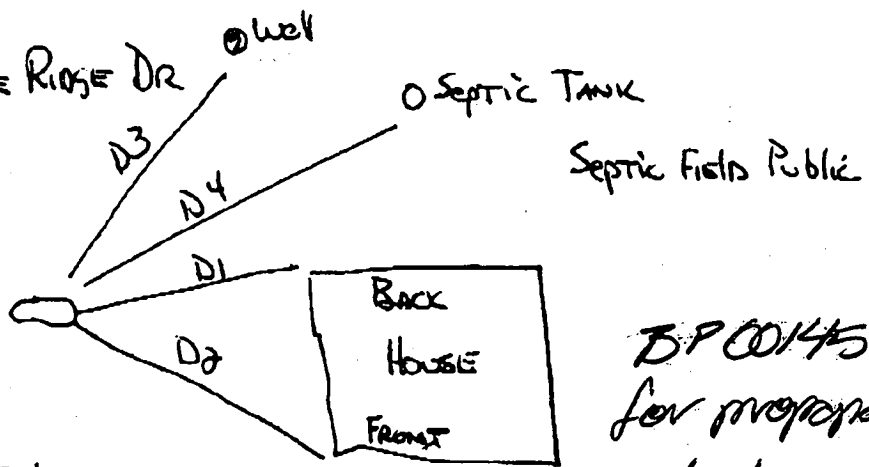 Well
RIDGE DR
Septic TANK
D3
Septic Field Public
D4
D1
BACK
D2
HOUSE
BP00145
for
FRONT